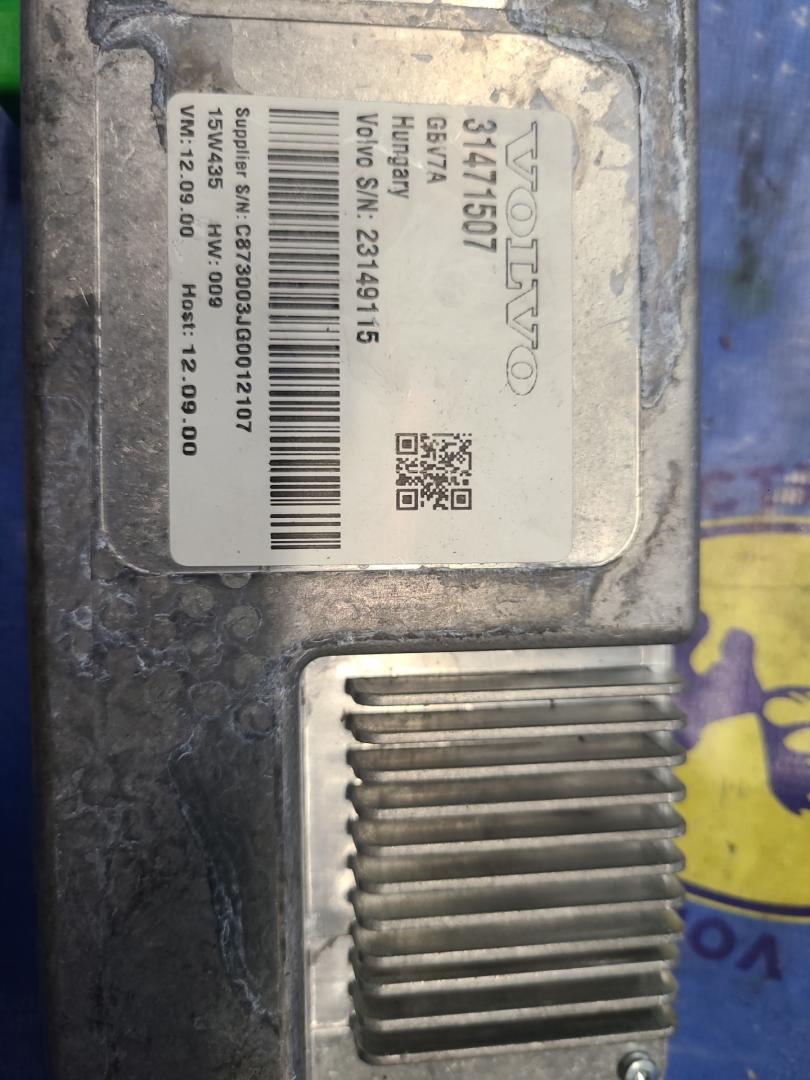 VOLVO
31471507
GBV7A
Hungary
Volvo S/N: 23149115
Supplier S/N: C873003JG0012107
15W435 HW: 009
VM: 12.09.00 Host: 12.09.00